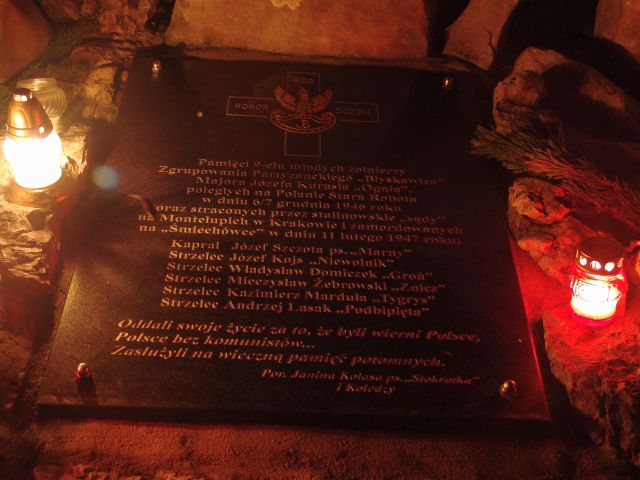 BÓG
HONOR OJCZYZNA
Pamięci 6-ciu młodych żołnierzy
Zgrupowania Partyzanckiego „Błyskawica”
Majora Józefa Kurasia „Ognia”,
poległych na Polanie Stara Robota
w dniu 6/7 grudnia 1946 roku
oraz straconych przez stalinowskie „sądy”
na Montelupich w Krakowie i zamordowanych
na „Śmiechówce” w dniu 11 lutego 1947 roku:
Kapral Józef Szczota ps. „Marny”
Strzelec Józef Kojs „Niewolnik”
Strzelec Władysław Domiczek „Groń”
Strzelec Mieczysław Żebrowski „Znicz”
Strzelec Kazimierz Marduła „Tygrys”
Strzelec Andrzej Lasak „Podbipięta”
Oddali swoje życie za to, że byli wierni Polsce,
Polsce bez komunistów...
Zasłużyli na wieczną pamięć potomnych.
Por. Janina Kolasa ps. „Stokrotka”
i Koledzy